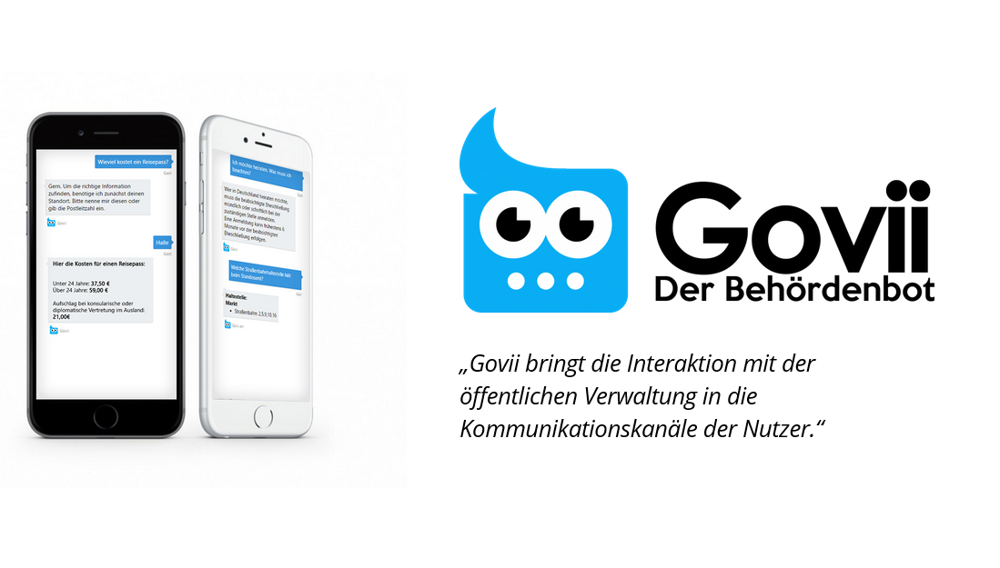 Wieviel kostet ein Reisepass?
Gast
Gern. Um die richtige Information
zufinden, benötige ich zunächst deinen
Standort. Bitte nenne mir diesen oder
gib die Postleitzahl ein.
Govii
Halle
Gast
Hier die Kosten für einen Reisepass:
Unter 24 Jahre: 37,50 €
Über 24 Jahre: 59,00 €
Aufschlag bei konsularische oder
diplomatische Vertretung im Ausland:
21,00€
Govii
Ich möchte heiraten. Was muss ich
beachten?
Gast
Wer in Deutschland heiraten möchte,
muss die beabsichtigte Eheschließung
mündlich oder schriftlich bei der
zuständigen Stelle anmelden.
Eine Anmeldung kann frühestens 6
Monate vor der beabsichtigten
Eheschließung erfolgen.
Govii
Welche Straßenbahnhaltestelle hält
beim Standesamt?
Gast
Haltestelle:
Markt
• Straßenbahn: 2,5,9,10,16
Govii
Govii
Der Behördenbot
„Govii bringt die Interaktion mit der
öffentlichen Verwaltung in die
Kommunikationskanäle der Nutzer.“